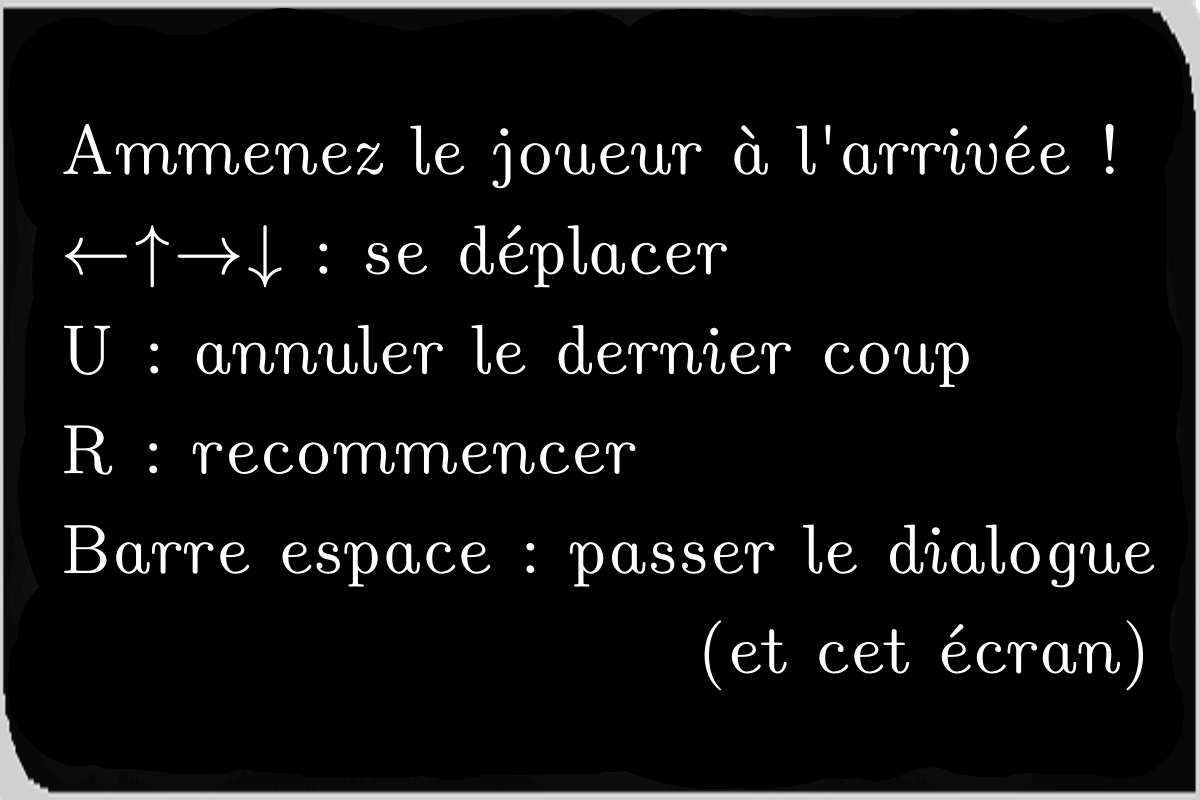 Ammenez le joueur à l'arrivée !
←↑→↓ : se déplacer
U : annuler le dernier coup
R : recommencer
Barre espace : passer le dialogue
(et cet écran)